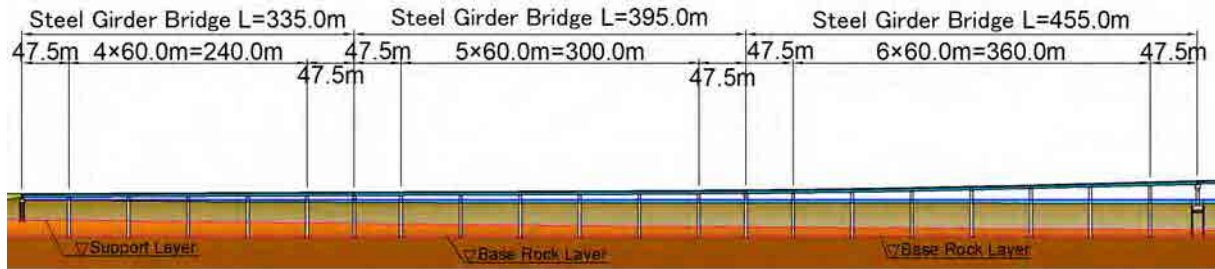 Steel Girder Bridge L=335.0m Steel Girder Bridge L=395.0m Steel Girder Bridge L=455.0m
47.5m 4×60.0m=240.0m 47.5m 5×60.0m=300.0m 47.5m 6×60.0m=360.0m 47.5m
47.5m 47.5m
▽Support Layer ▽Base Rock Layer ▽Base Rock Layer